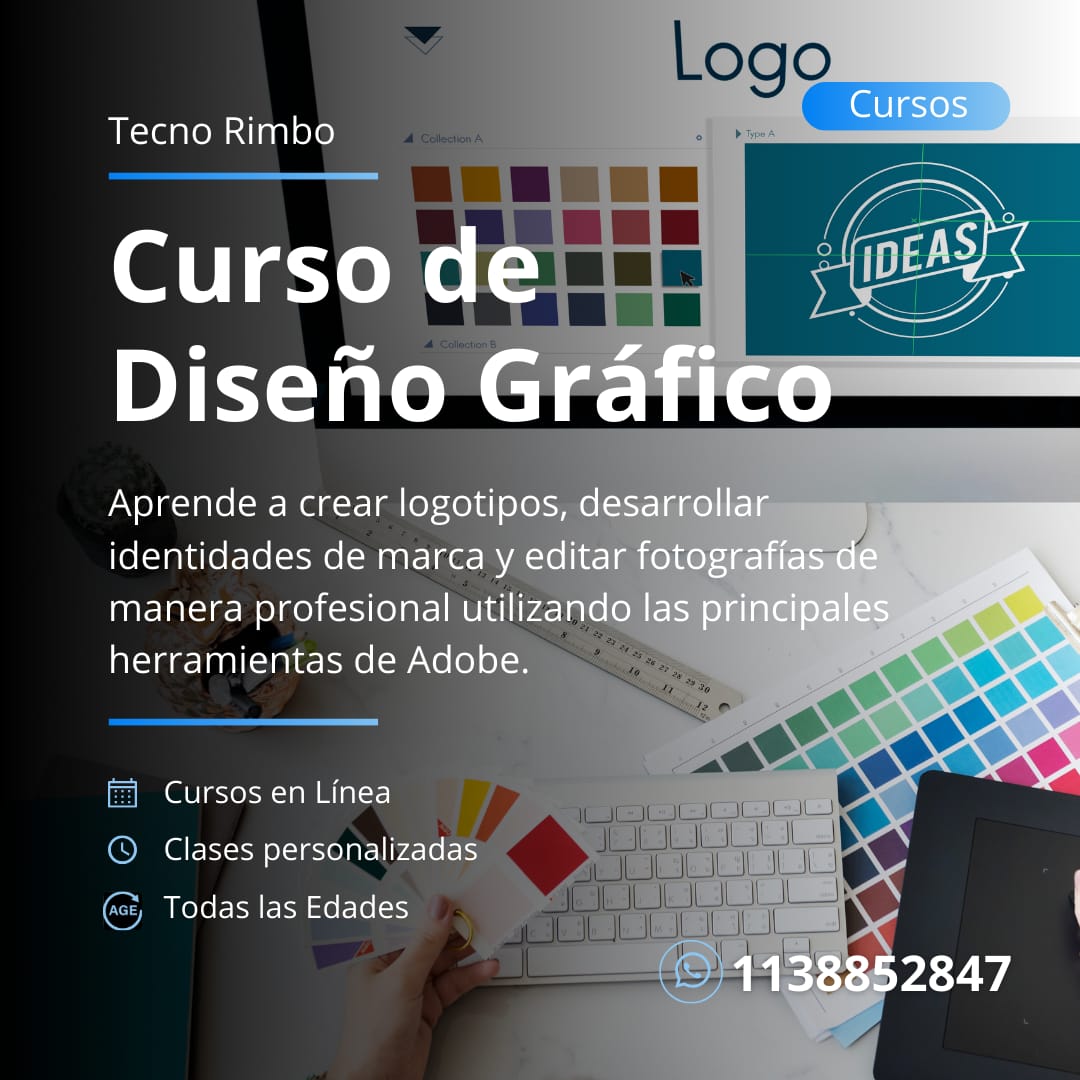 Logo
Cursos
Tecno Rimbo
Collection A
Type A
Curso de
IDEAS
Collection B
Diseño Gráfico
Aprende a crear logotipos, desarrollar
identidades de marca y editar fotografías de
manera profesional utilizando las principales
herramientas de Adobe.
Cursos en Línea
Clases personalizadas
AGE
Todas las Edades
1138852847